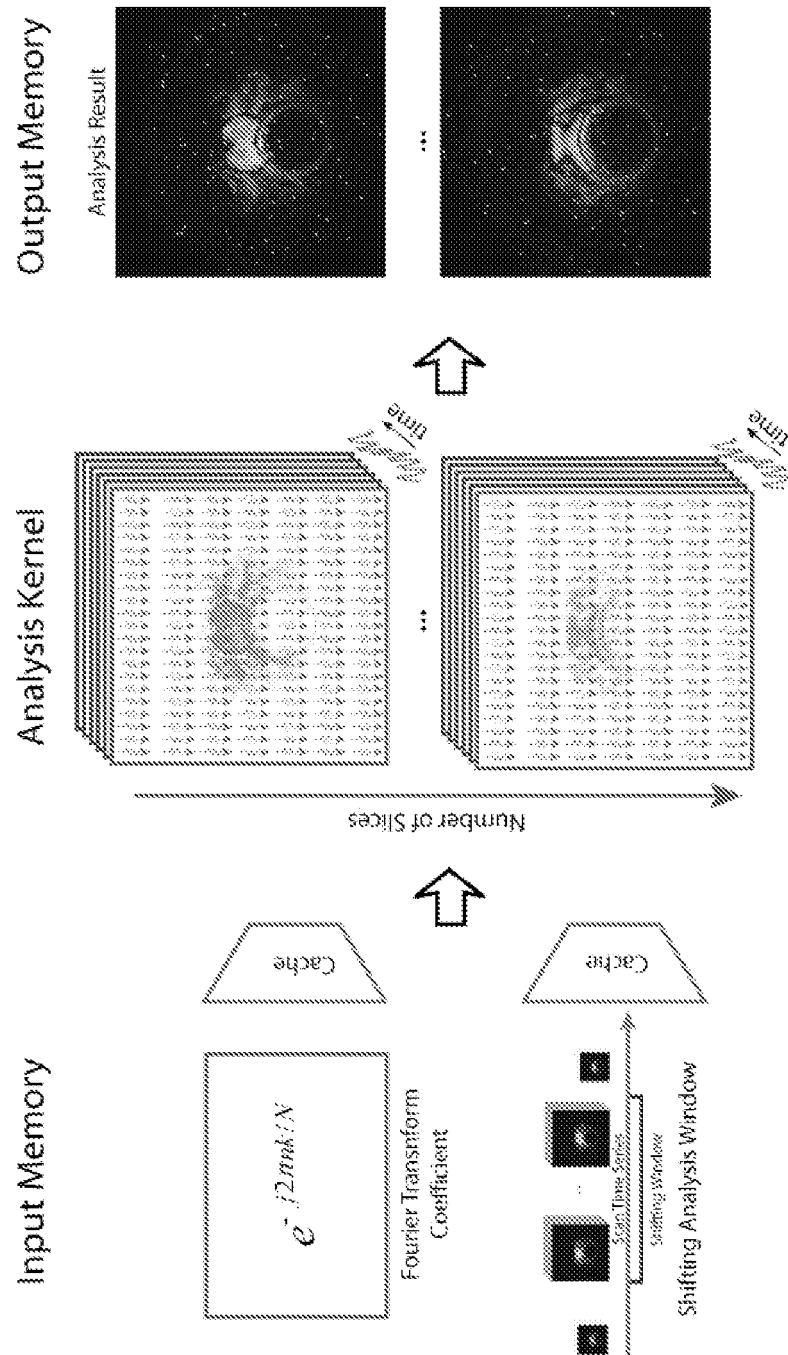 Input Memory
Analysis Kernel
Output Memory
e^- j2πnk/N
Fourier Transnform
Coefficient
Cache
Scan Time Series
Shifting Window
Shifting Analysis Window
Cache
Number of Slices
time
time
Analysis Result